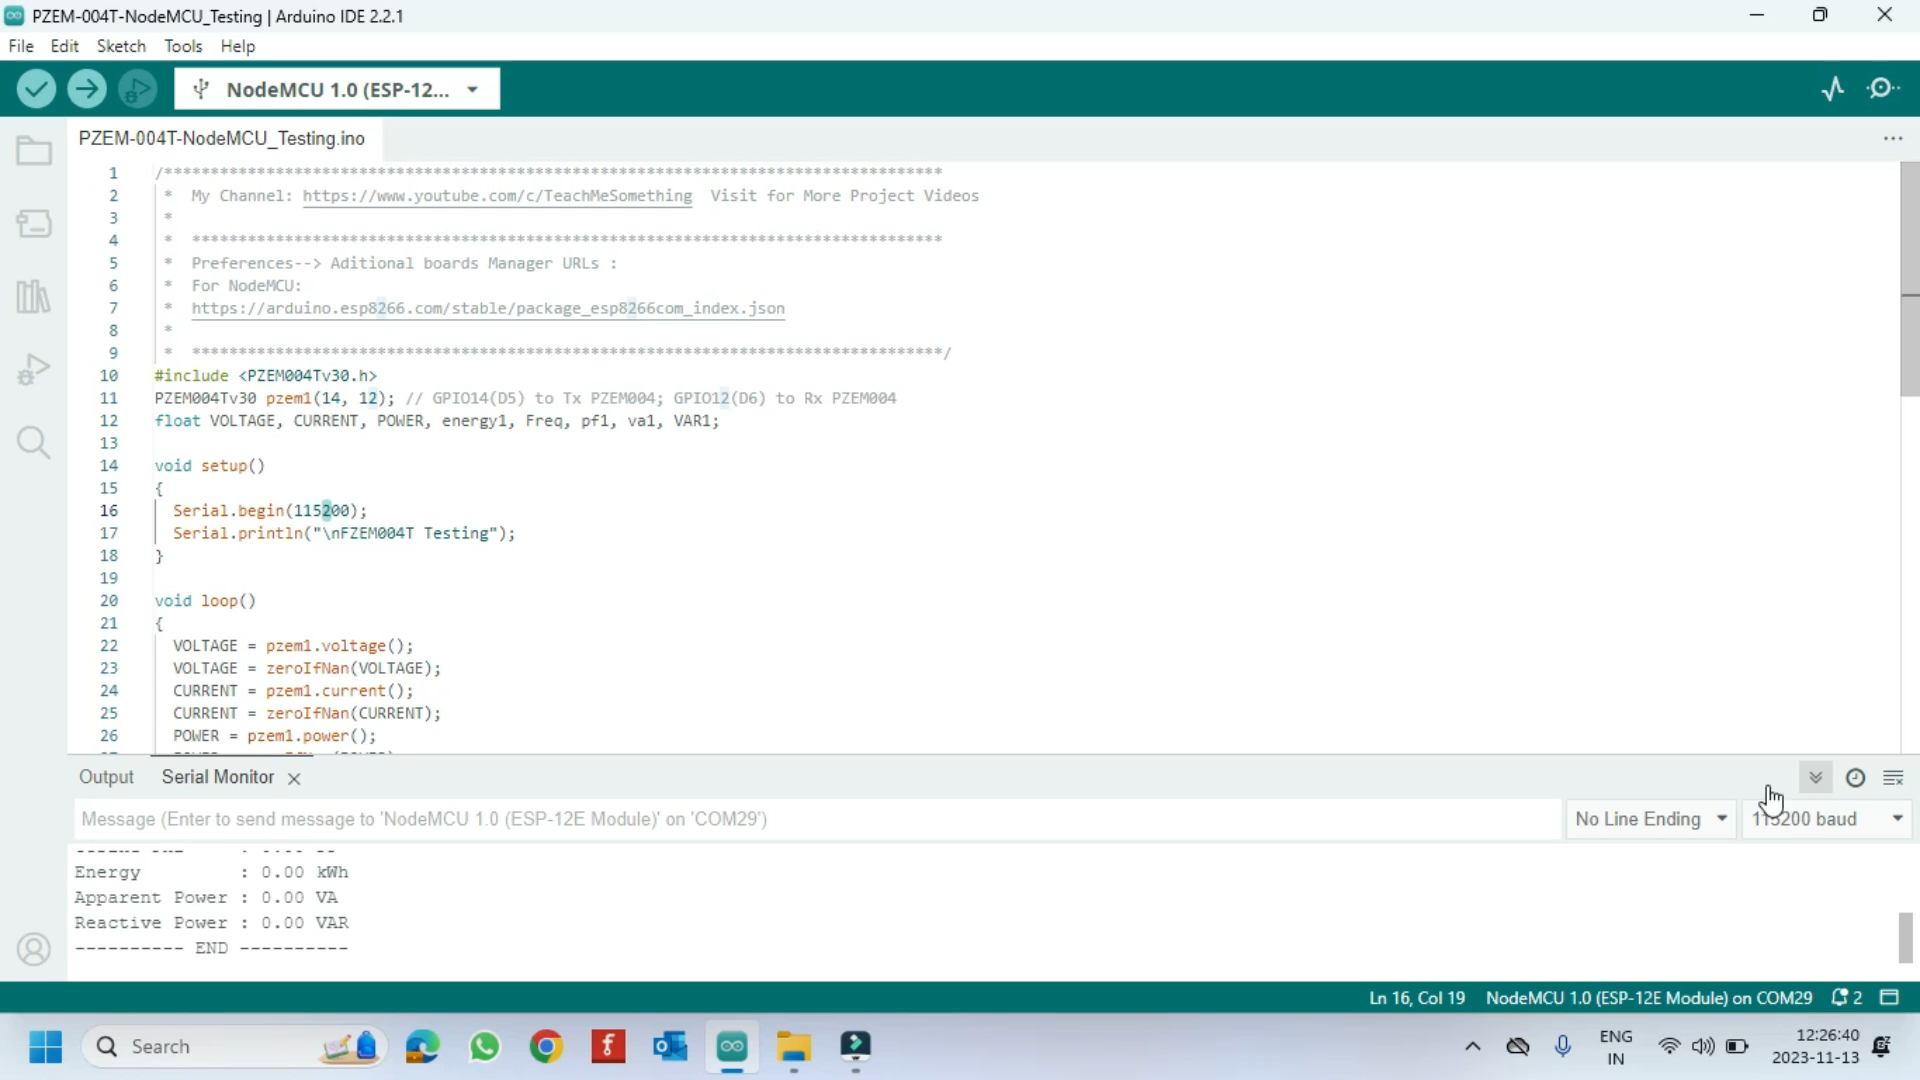 PZEM-004T-NodeMCU_Testing | Arduino IDE 2.2.1
File Edit Sketch Tools Help
NodeMCU 1.0 (ESP-12...
PZEM-004T-NodeMCU_Testing.ino
1 /************************************************************************************
2 * My Channel: https://www.youtube.com/c/TeachMeSomething Visit for More Project Videos
3 *
4 * *********************************************************************************
5 * Preferences--> Aditional boards Manager URLs :
6 * For NodeMCU:
7 * https://arduino.esp8266.com/stable/package_esp8266com_index.json
8 *
9 * *********************************************************************************/
10 #include <PZEM004Tv30.h>
11 PZEM004Tv30 pzem1(14, 12); // GPIO14(D5) to Tx PZEM004; GPIO12(D6) to Rx PZEM004
12 float VOLTAGE, CURRENT, POWER, energy1, Freq, pf1, va1, VAR1;
13
14 void setup()
15 {
16 Serial.begin(115200);
17 Serial.println("\nFZEM004T Testing");
18 }
19
20 void loop()
21 {
22 VOLTAGE = pzem1.voltage();
23 VOLTAGE = zeroIfNan(VOLTAGE);
24 CURRENT = pzem1.current();
25 CURRENT = zeroIfNan(CURRENT);
26 POWER = pzem1.power();
Output Serial Monitor
Message (Enter to send message to 'NodeMCU 1.0 (ESP-12E Module)' on 'COM29')
No Line Ending 115200 baud
Energy : 0.00 kWh
Apparent Power : 0.00 VA
Reactive Power : 0.00 VAR
---------- END ----------
Ln 16, Col 19 NodeMCU 1.0 (ESP-12E Module) on COM29 2
Search
ENG
IN
12:26:40
2023-11-13